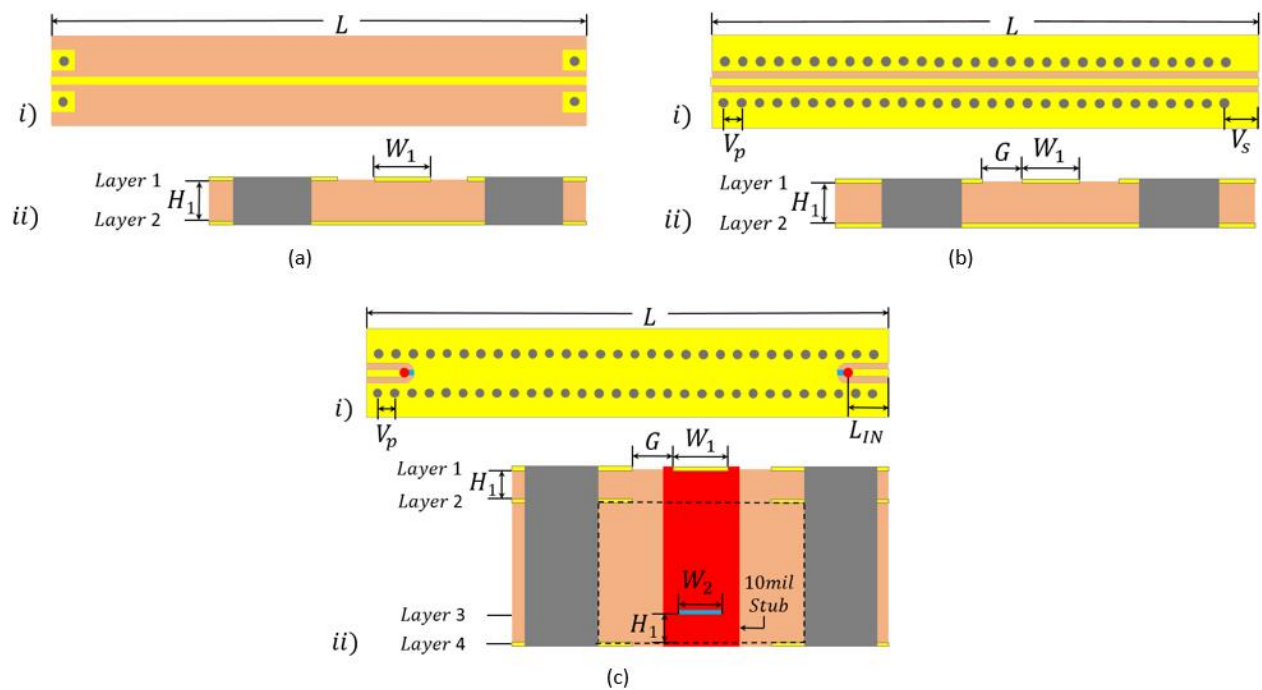 L
i)
W₁
Layer 1
H₁
Layer 2
ii)
(a)
L
i)
Vₚ
Vₛ
G W₁
Layer 1
H₁
Layer 2
ii)
(b)
L
i)
Vₚ
L_IN
G W₁
Layer 1
H₁
Layer 2
W₂
10mil
Stub
Layer 3
H₁
ii)
Layer 4
(c)